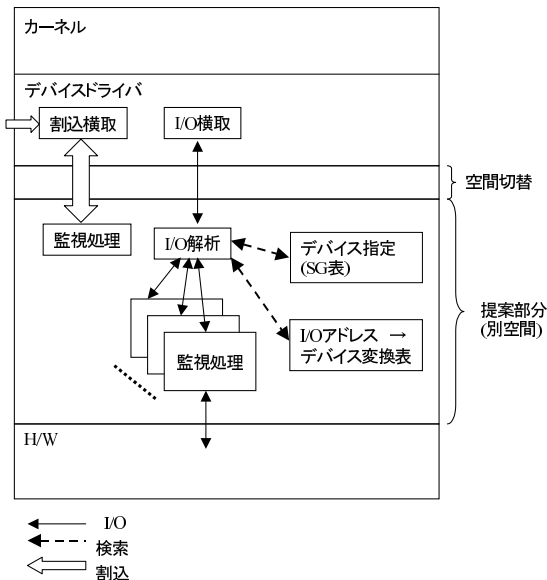 カーネル
デバイスドライバ
割込横取
I/O横取
空間切替
監視処理
I/O解析
デバイス指定
(SG表)
提案部分
(別空間)
I/Oアドレス →
デバイス変換表
監視処理
H/W
I/O
検索
割込